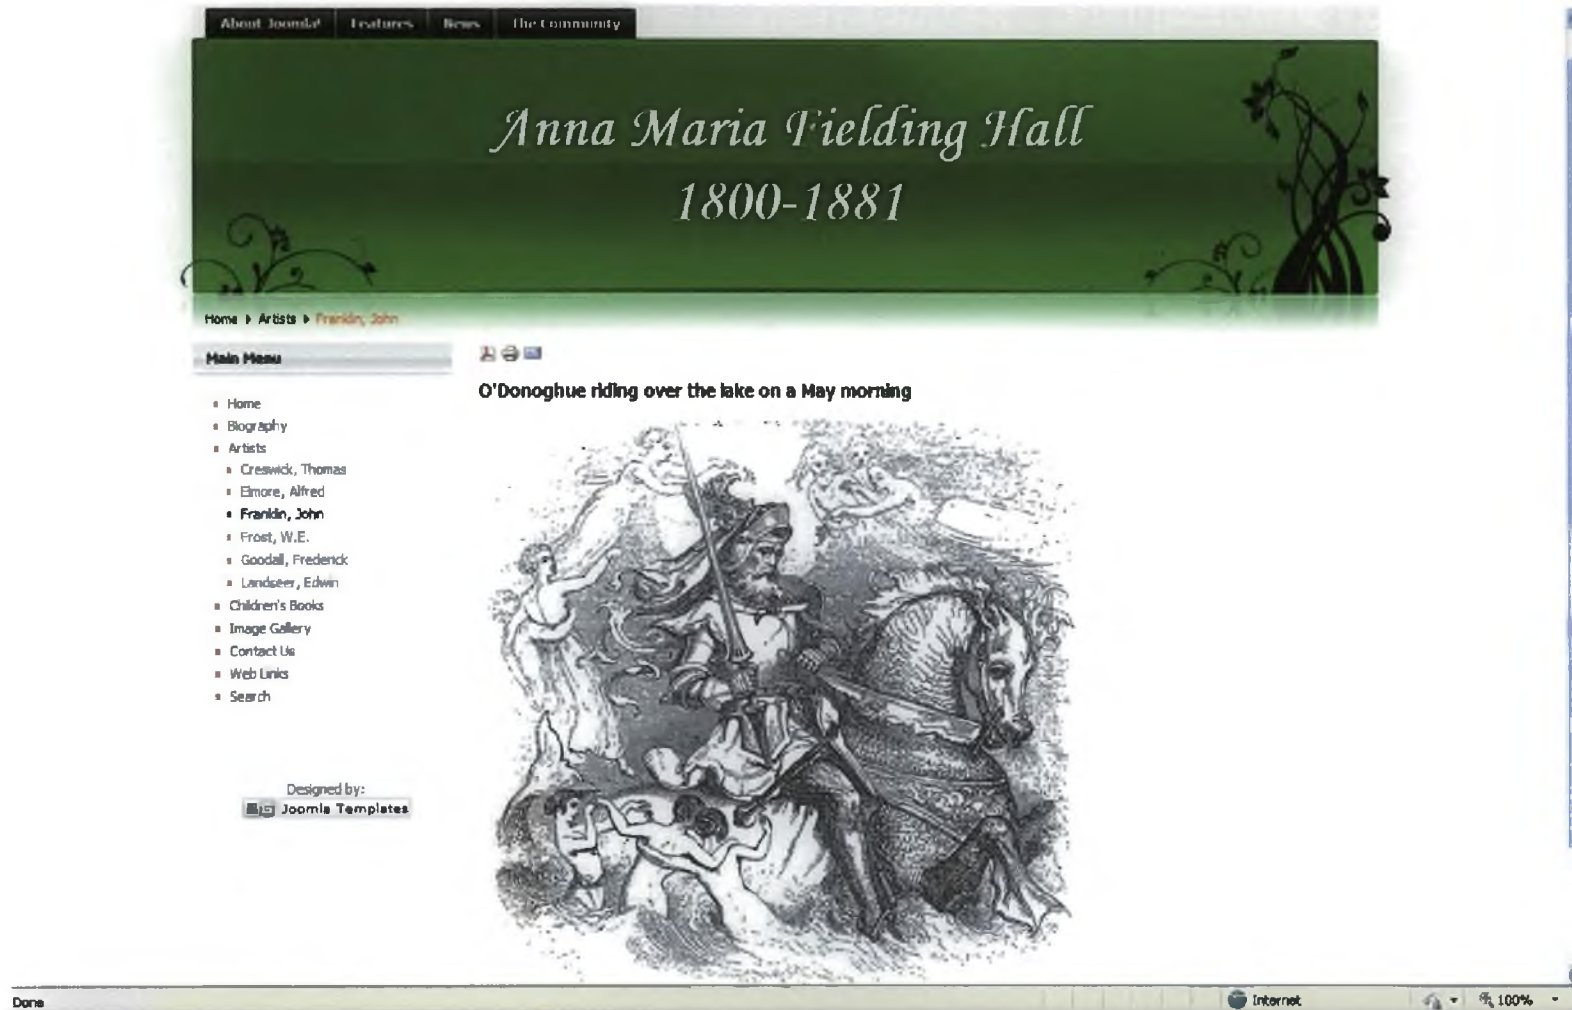 About Joomla! Features News The Community
Anna Maria Fielding Hall
1800-1881
Home Artists Franklin, John
Main Menu
Home
Biography
Artists
Creswick, Thomas
Elmore, Alfred
Franklin, John
Frost, W.E.
Goodall, Frederick
Landseer, Edwin
Children's Books
Image Gallery
Contact Us
Web Links
Search
Designed by:
Joomla Templates
O'Donoghue riding over the lake on a May morning
Done Internet 100%